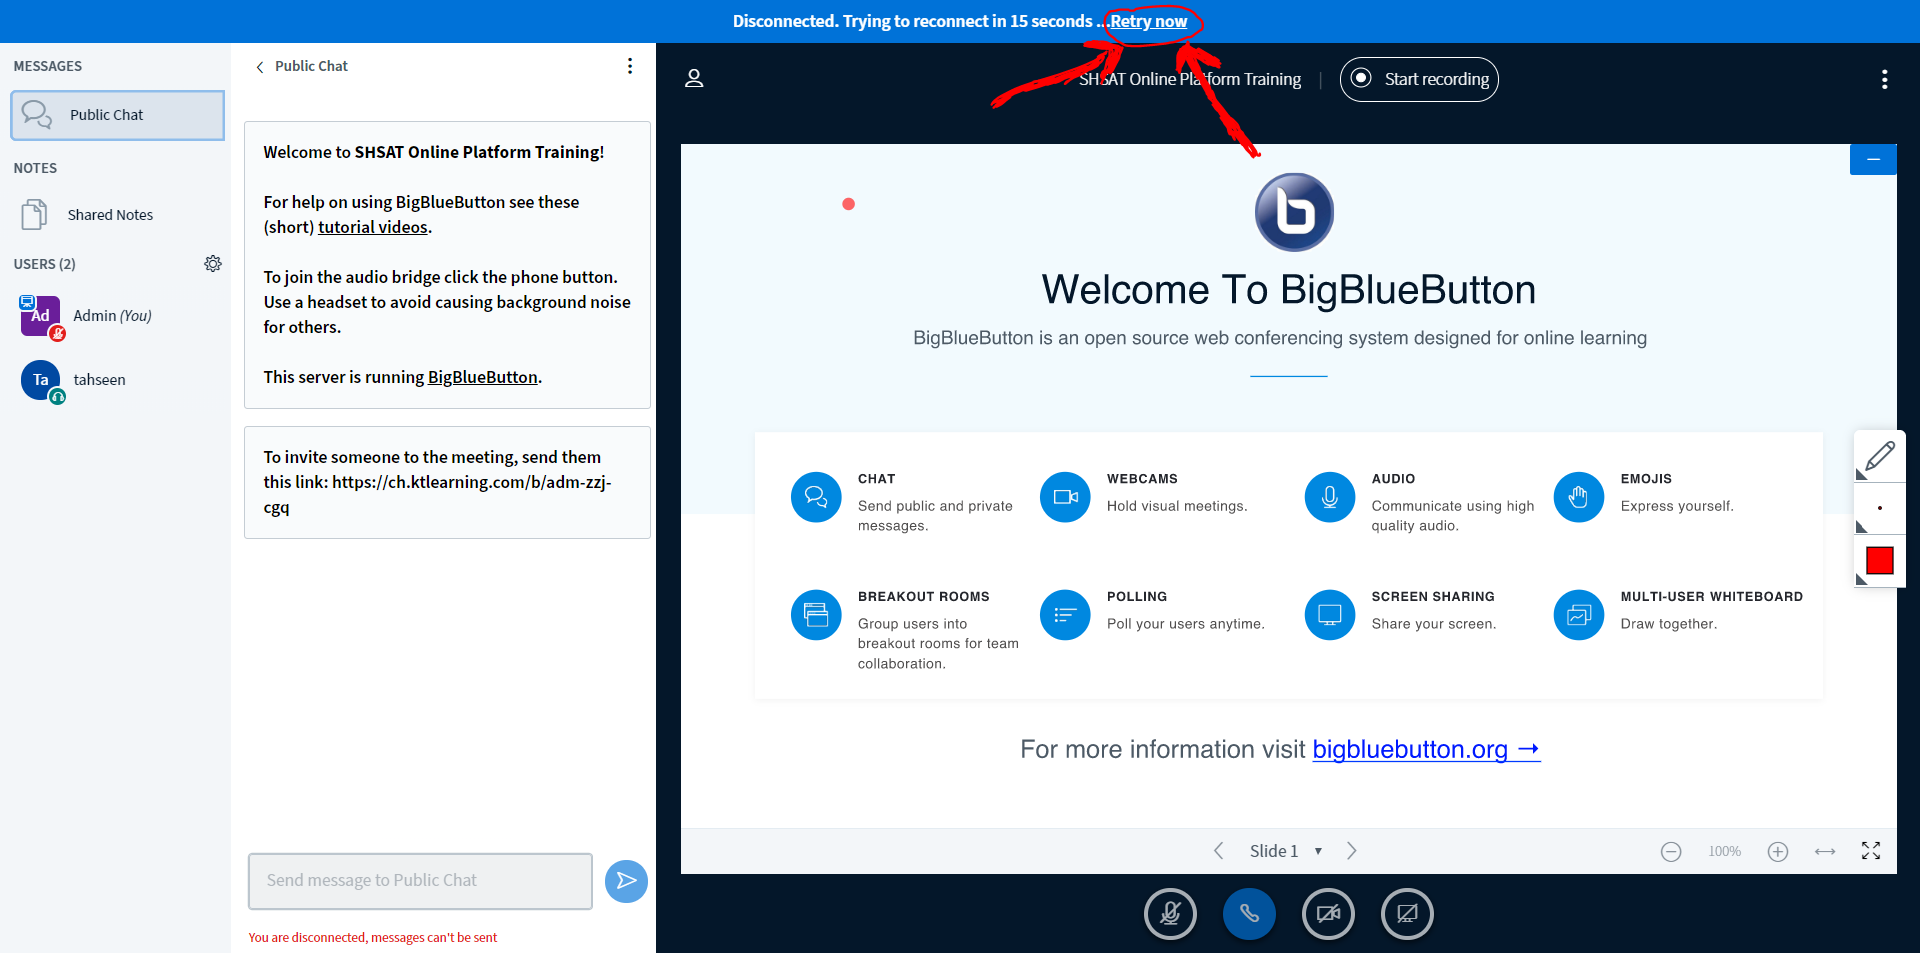 Disconnected. Trying to reconnect in 15 seconds ...Retry now
MESSAGES
Public Chat
NOTES
Shared Notes
USERS (2)
Ad
Admin (You)
Ta
tahseen
Public Chat
Welcome to SHSAT Online Platform Training!
For help on using BigBlueButton see these
(short) tutorial videos.
To join the audio bridge click the phone button.
Use a headset to avoid causing background noise
for others.
This server is running BigBlueButton.
To invite someone to the meeting, send them
this link: https://ch.ktlearning.com/b/adm-zzj-
cgq
Send message to Public Chat
You are disconnected, messages can't be sent
SHSAT Online Platform Training
Start recording
b
Welcome To BigBlueButton
BigBlueButton is an open source web conferencing system designed for online learning
CHAT
Send public and private
messages.
WEBCAMS
Hold visual meetings.
AUDIO
Communicate using high
quality audio.
EMOJIS
Express yourself.
BREAKOUT ROOMS
Group users into
breakout rooms for team
collaboration.
POLLING
Poll your users anytime.
SCREEN SHARING
Share your screen.
MULTI-USER WHITEBOARD
Draw together.
For more information visit bigbluebutton.org →
Slide 1
100%